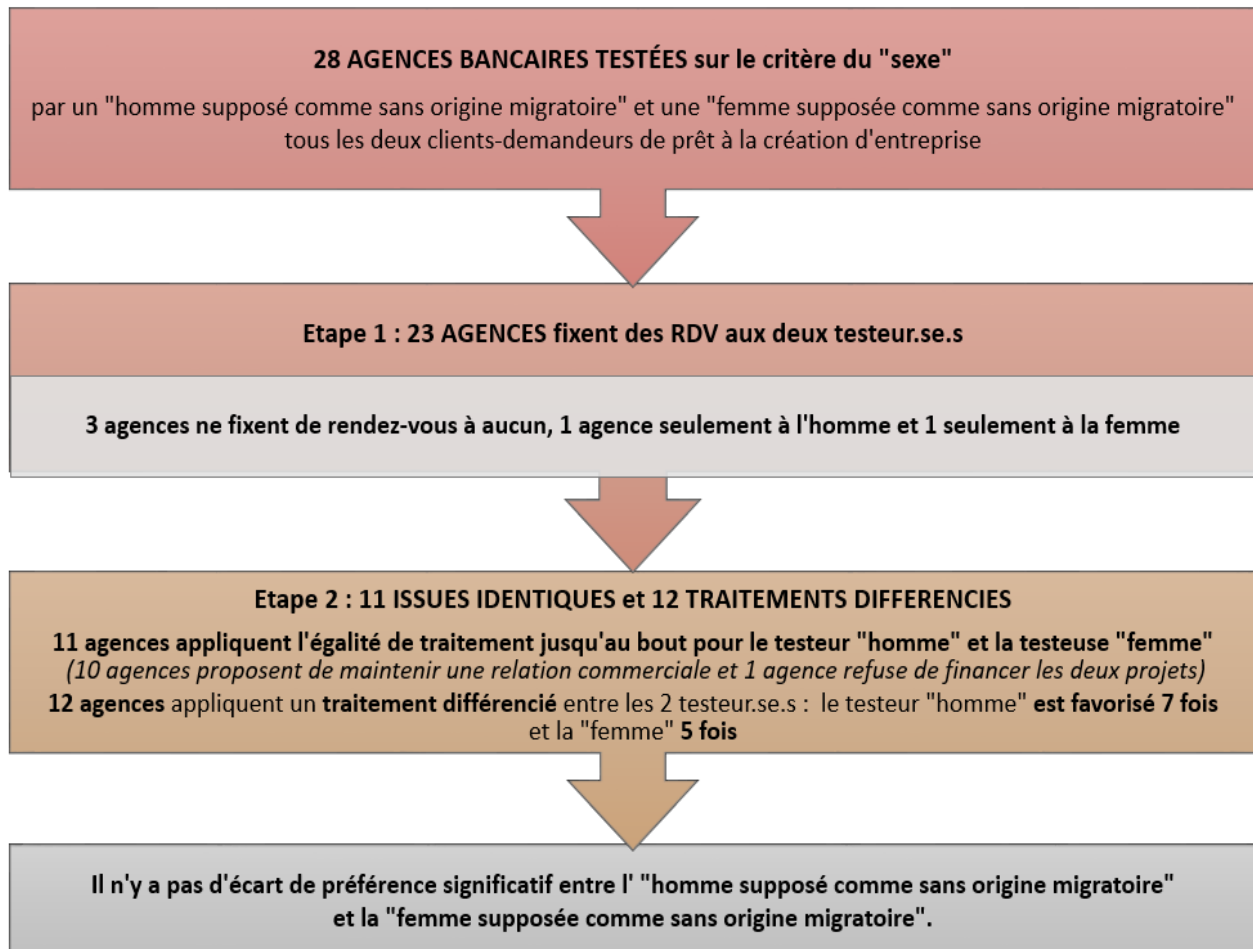 28 AGENCES BANCAIRES TESTÉES sur le critère du "sexe"
par un "homme supposé comme sans origine migratoire" et une "femme supposée comme sans origine migratoire"
tous les deux clients-demandeurs de prêt à la création d'entreprise
Etape 1 : 23 AGENCES fixent des RDV aux deux testeur.se.s
3 agences ne fixent de rendez-vous à aucun, 1 agence seulement à l'homme et 1 seulement à la femme
Etape 2 : 11 ISSUES IDENTIQUES et 12 TRAITEMENTS DIFFERENCIES
11 agences appliquent l'égalité de traitement jusqu'au bout pour le testeur "homme" et la testeuse "femme"
(10 agences proposent de maintenir une relation commerciale et 1 agence refuse de financer les deux projets)
12 agences appliquent un traitement différencié entre les 2 testeur.se.s : le testeur "homme" est favorisé 7 fois
et la "femme" 5 fois
Il n'y a pas d'écart de préférence significatif entre l' "homme supposé comme sans origine migratoire"
et la "femme supposée comme sans origine migratoire".